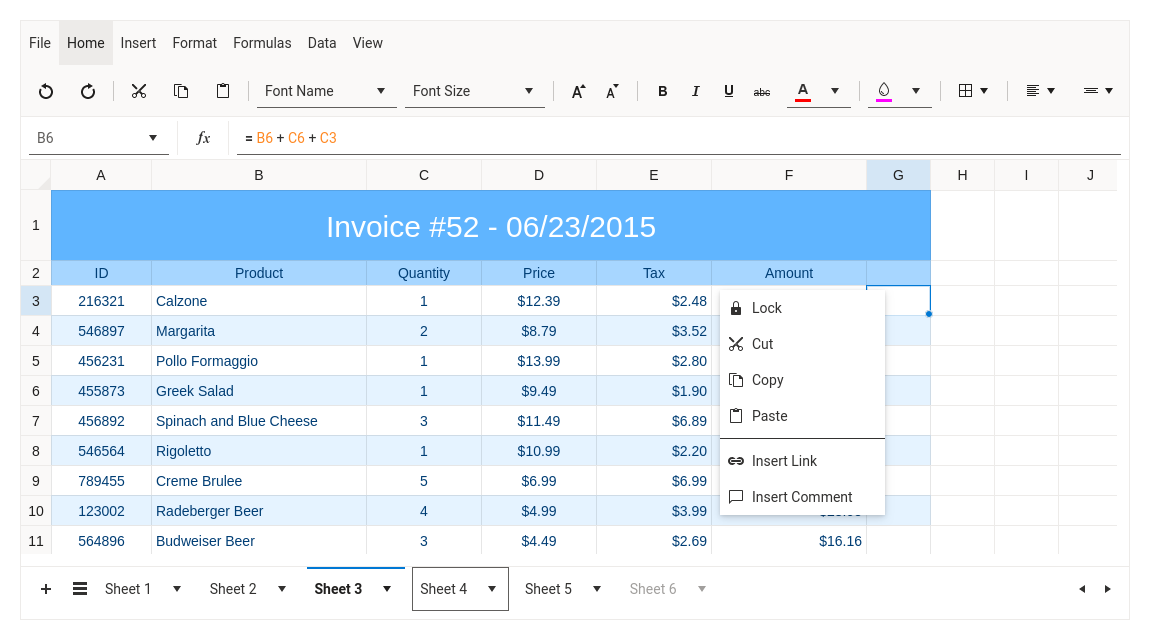 File Home Insert Format Formulas Data View
Font Name Font Size A A B I U abc A
B6 fx = B6 + C6 + C3
A B C D E F G H I J
1 Invoice #52 - 06/23/2015
2 ID Product Quantity Price Tax Amount
3 216321 Calzone 1 $12.39 $2.48
Lock
4 546897 Margarita 2 $8.79 $3.52
Cut
5 456231 Pollo Formaggio 1 $13.99 $2.80
Copy
6 455873 Greek Salad 1 $9.49 $1.90
Paste
7 456892 Spinach and Blue Cheese 3 $11.49 $6.89
8 546564 Rigoletto 1 $10.99 $2.20
Insert Link
9 789455 Creme Brulee 5 $6.99 $6.99
Insert Comment
10 123002 Radeberger Beer 4 $4.99 $3.99
11 564896 Budweiser Beer 3 $4.49 $2.69 $16.16
Sheet 1 Sheet 2 Sheet 3 Sheet 4 Sheet 5 Sheet 6